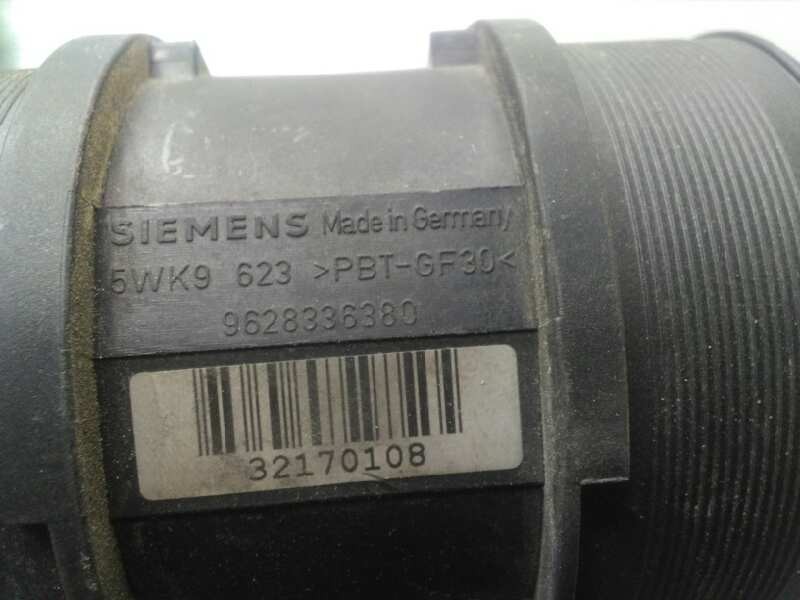 SIEMENS Made in Germany
5WK9 623 >PBT-GF30<
9628336380
32170108